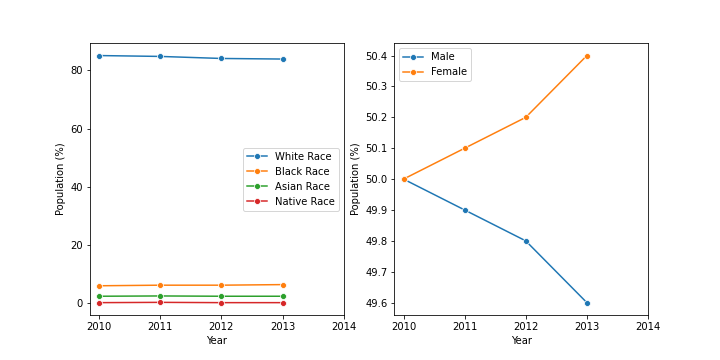 80
60
40
20
0
Population (%)
2010 2011 2012 2013 2014
Year
White Race
Black Race
Asian Race
Native Race
50.4
50.3
50.2
50.1
50.0
49.9
49.8
49.7
49.6
Population (%)
2010 2011 2012 2013 2014
Year
Male
Female